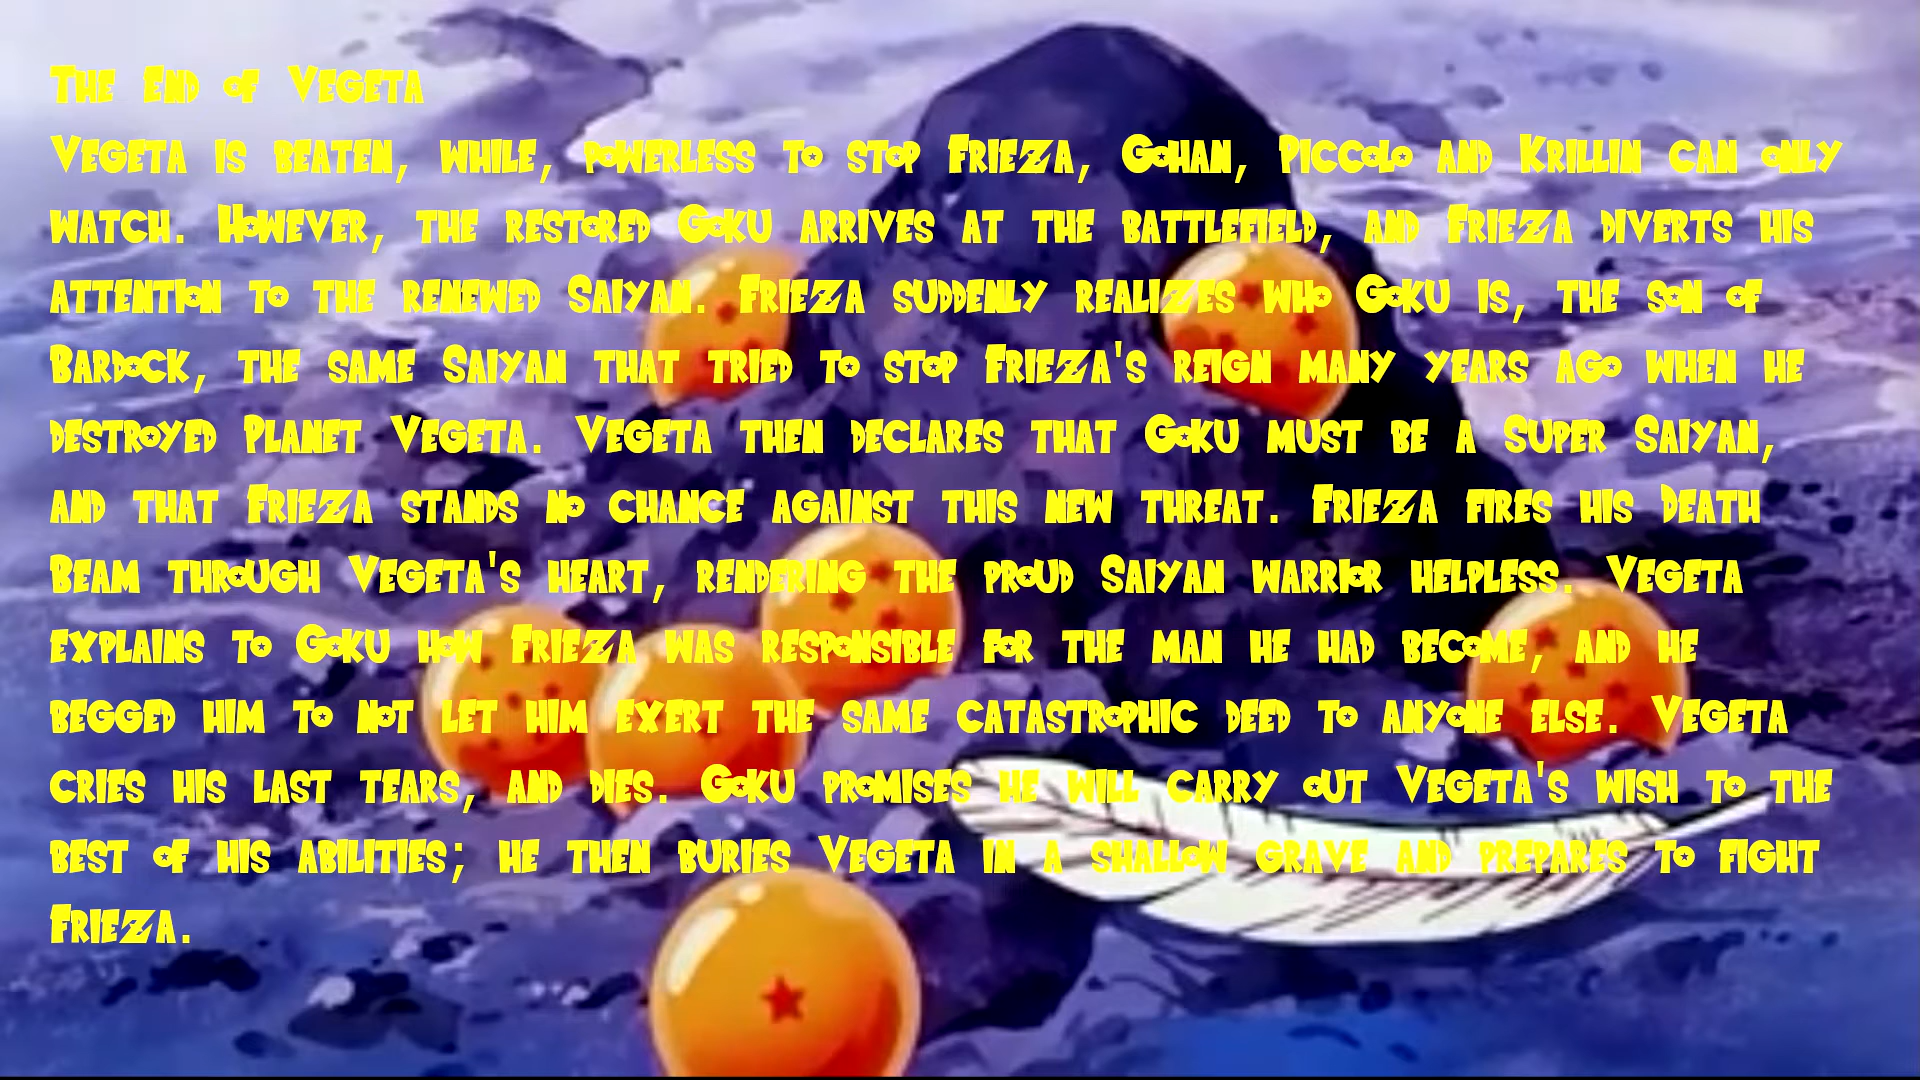 The End of Vegeta
Vegeta is beaten, while, powerless to stop Frieza, Gohan, Piccolo and Krillin can only
watch. However, the restored Goku arrives at the battlefield, and Frieza diverts his
attention to the renewed Saiyan. Frieza suddenly realizes who Goku is, the son of
Bardock, the same Saiyan that tried to stop Frieza's reign many years ago when he
destroyed Planet Vegeta. Vegeta then declares that Goku must be a Super Saiyan,
and that Frieza stands no chance against this new threat. Frieza fires his Death
Beam through Vegeta's heart, rendering the proud Saiyan warrior helpless. Vegeta
explains to Goku how Frieza was responsible for the man he had become, and he
begged him to not let him exert the same catastrophic deed to anyone else. Vegeta
cries his last tears, and dies. Goku promises he will carry out Vegeta's wish to the
best of his abilities; he then buries Vegeta in a shallow grave and prepares to fight
Frieza.